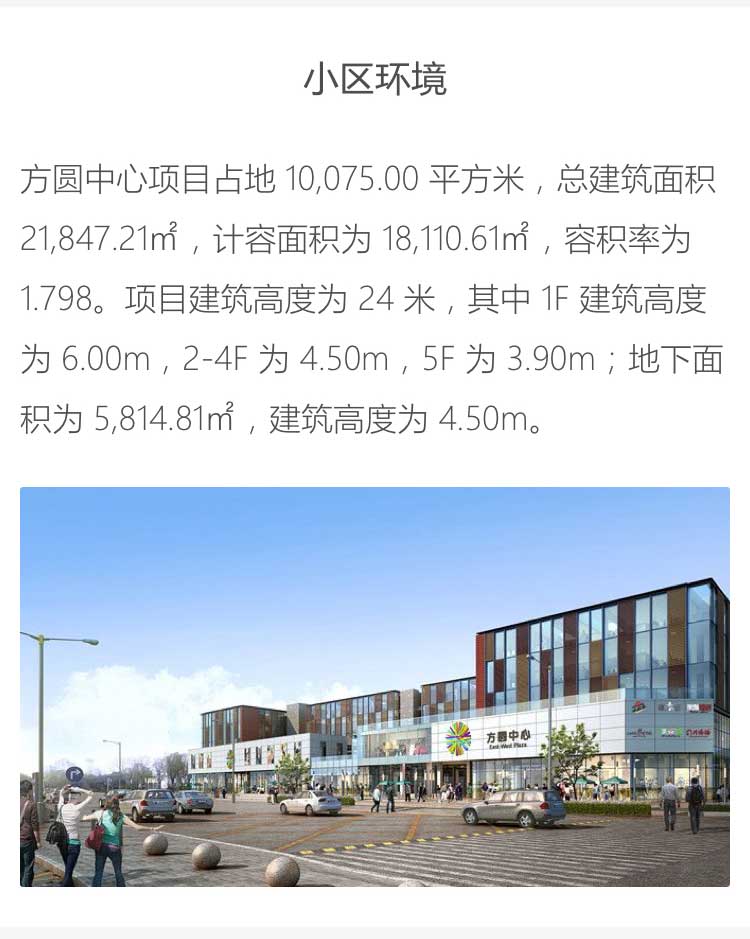 小区环境
方圆中心项目占地 10,075.00 平方米，总建筑面积
21,847.21㎡，计容面积为 18,110.61㎡，容积率为
1.798。项目建筑高度为 24 米，其中 1F 建筑高度
为 6.00m，2-4F 为 4.50m，5F 为 3.90m；地下面
积为 5,814.81㎡，建筑高度为 4.50m。
方圆中心
East-West Plaza